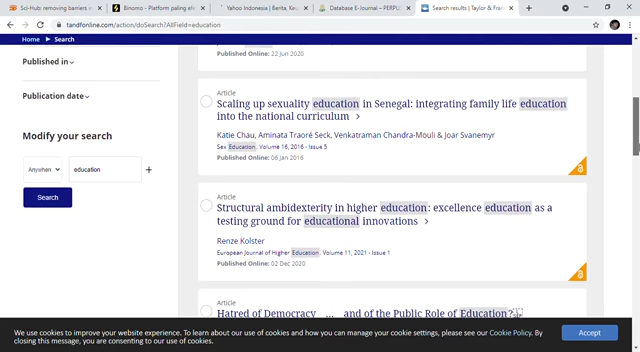 Sci-Hub: removing barriers in
Binomo - Platform paling efe
Yahoo Indonesia | Berita, Keu
Database E-Journal – PERPUS
Search results | Taylor & Fran
tandfonline.com/action/doSearch?AllField=education
Home ► Search
Published in
Publication date
Modify your search
Anywhere
education
+
Search
Published Online: 22 Jun 2020
Article
Scaling up sexuality education in Senegal: integrating family life education
into the national curriculum >
Katie Chau, Aminata Traoré Seck, Venkatraman Chandra-Mouli & Joar Svanemyr
Sex Education, Volume 16, 2016 - Issue 5
Published Online: 06 Jan 2016
Article
Structural ambidexterity in higher education: excellence education as a
testing ground for educational innovations >
Renze Kolster
European Journal of Higher Education, Volume 11, 2021 - Issue 1
Published Online: 02 Dec 2020
Article
Hatred of Democracy ... and of the Public Role of Education?
We use cookies to improve your website experience. To learn about our use of cookies and how you can manage your cookie settings, please see our Cookie Policy. By
closing this message, you are consenting to our use of cookies.
Accept